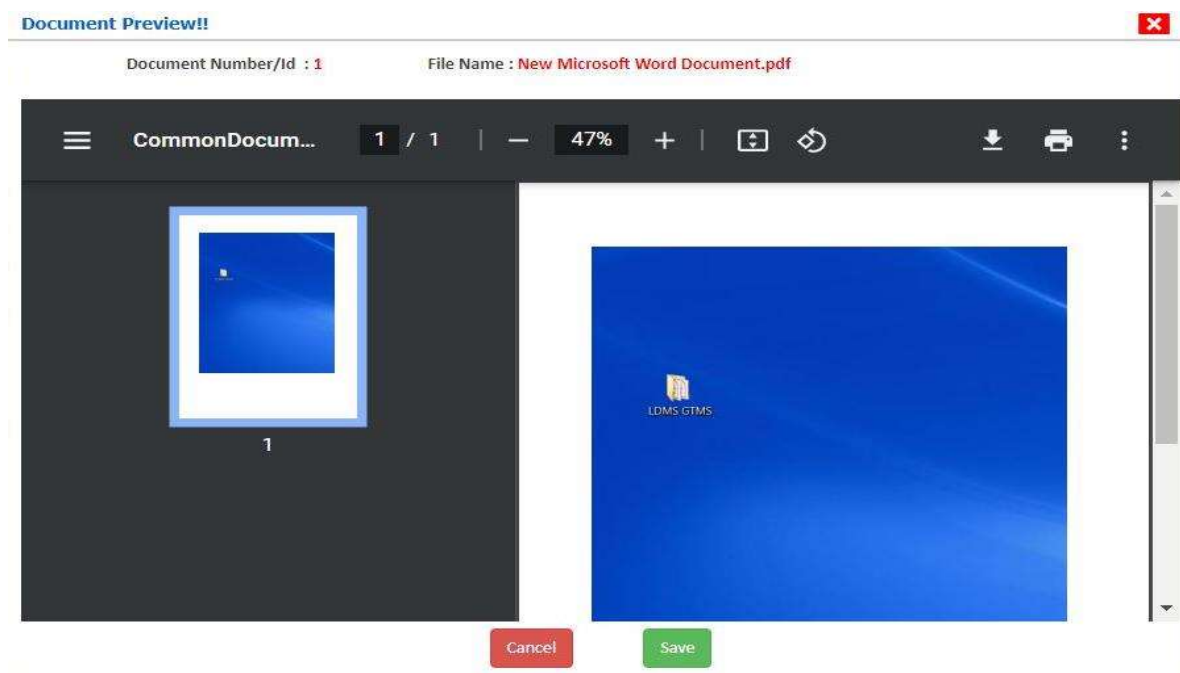 Document Preview!!
Document Number/Id : 1 File Name : New Microsoft Word Document.pdf
CommonDocum... 1 / 1 | − 47% + |
LDMS GTMS
1
Cancel Save